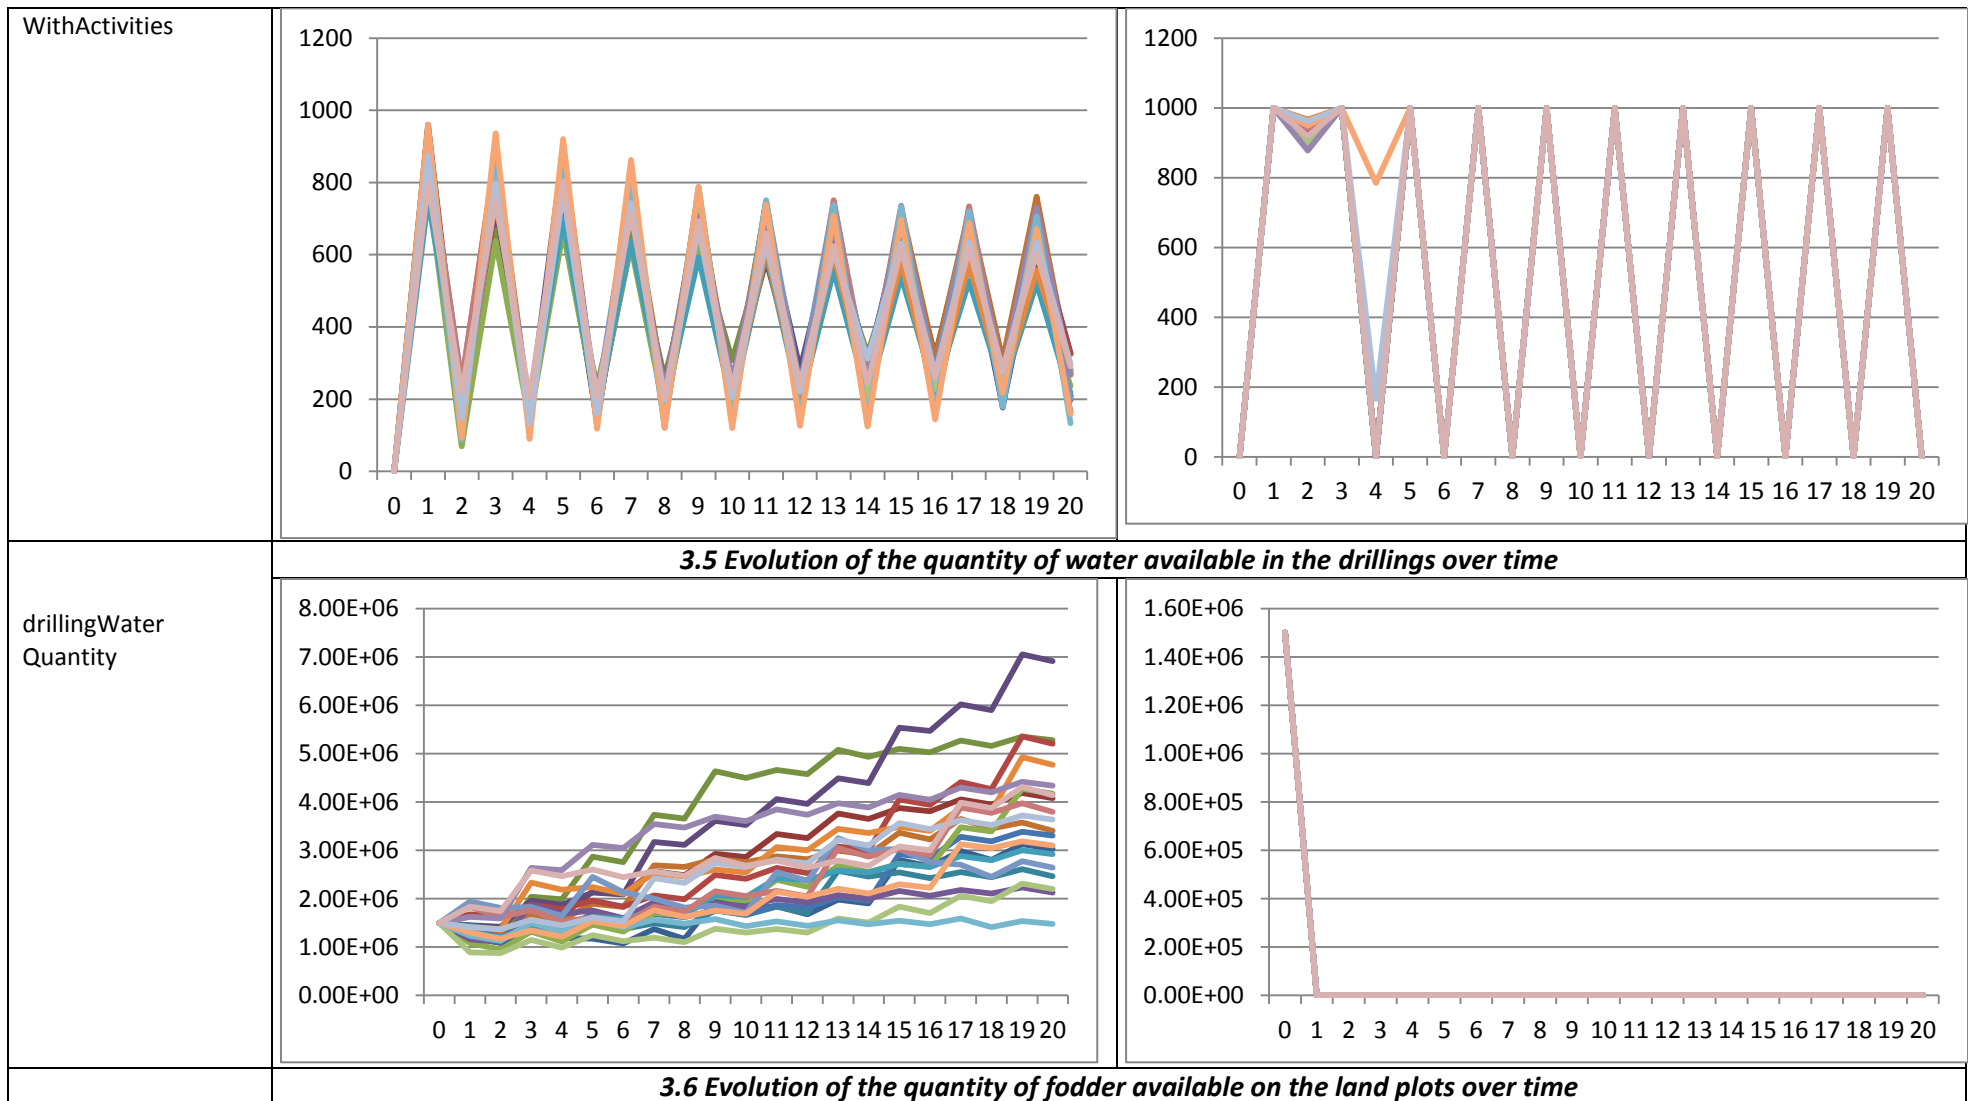 WithActivities
1200
1000
800
600
400
200
0
0 1 2 3 4 5 6 7 8 9 10 11 12 13 14 15 16 17 18 19 20
1200
1000
800
600
400
200
0
0 1 2 3 4 5 6 7 8 9 10 11 12 13 14 15 16 17 18 19 20
3.5 Evolution of the quantity of water available in the drillings over time
drillingWater
Quantity
8.00E+06
7.00E+06
6.00E+06
5.00E+06
4.00E+06
3.00E+06
2.00E+06
1.00E+06
0.00E+00
0 1 2 3 4 5 6 7 8 9 10 11 12 13 14 15 16 17 18 19 20
1.60E+06
1.40E+06
1.20E+06
1.00E+06
8.00E+05
6.00E+05
4.00E+05
2.00E+05
0.00E+00
0 1 2 3 4 5 6 7 8 9 10 11 12 13 14 15 16 17 18 19 20
3.6 Evolution of the quantity of fodder available on the land plots over time